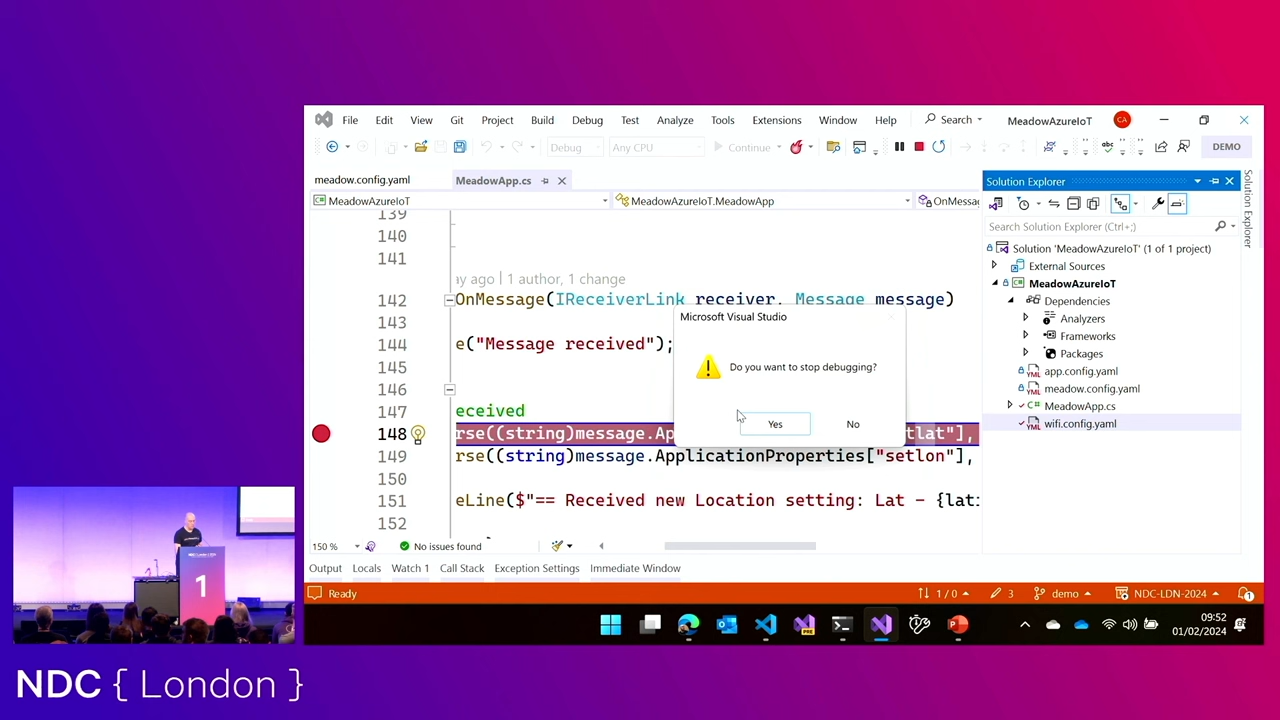 File Edit View Git Project Build Debug Test Analyze Tools Extensions Window Help Search MeadowAzureIoT CA
Debug Any CPU Continue DEMO
meadow.config.yaml MeadowApp.cs
MeadowAzureIoT MeadowAzureIoT.MeadowApp OnMessag
139
140
141
ay ago | 1 author, 1 change
142 OnMessage(IReceiverLink receiver, Message message)
143
144 e("Message received");
145
146
147 eceived
148 rse((string)message.Ap tlat"],
149 rse((string)message.ApplicationProperties["setlon"],
150
151 eLine($"== Received new Location setting: Lat - {lati
152
Microsoft Visual Studio
Do you want to stop debugging?
Yes No
Solution Explorer
Search Solution Explorer (Ctrl+;)
Solution 'MeadowAzureIoT' (1 of 1 project)
External Sources
MeadowAzureIoT
Dependencies
Analyzers
Frameworks
Packages
app.config.yaml
meadow.config.yaml
MeadowApp.cs
wifi.config.yaml
Solution Explorer
150 % No issues found
Output Locals Watch 1 Call Stack Exception Settings Immediate Window
Ready 1 / 0 3 demo NDC-LDN-2024 1
09:52
01/02/2024
1
NDC { London }